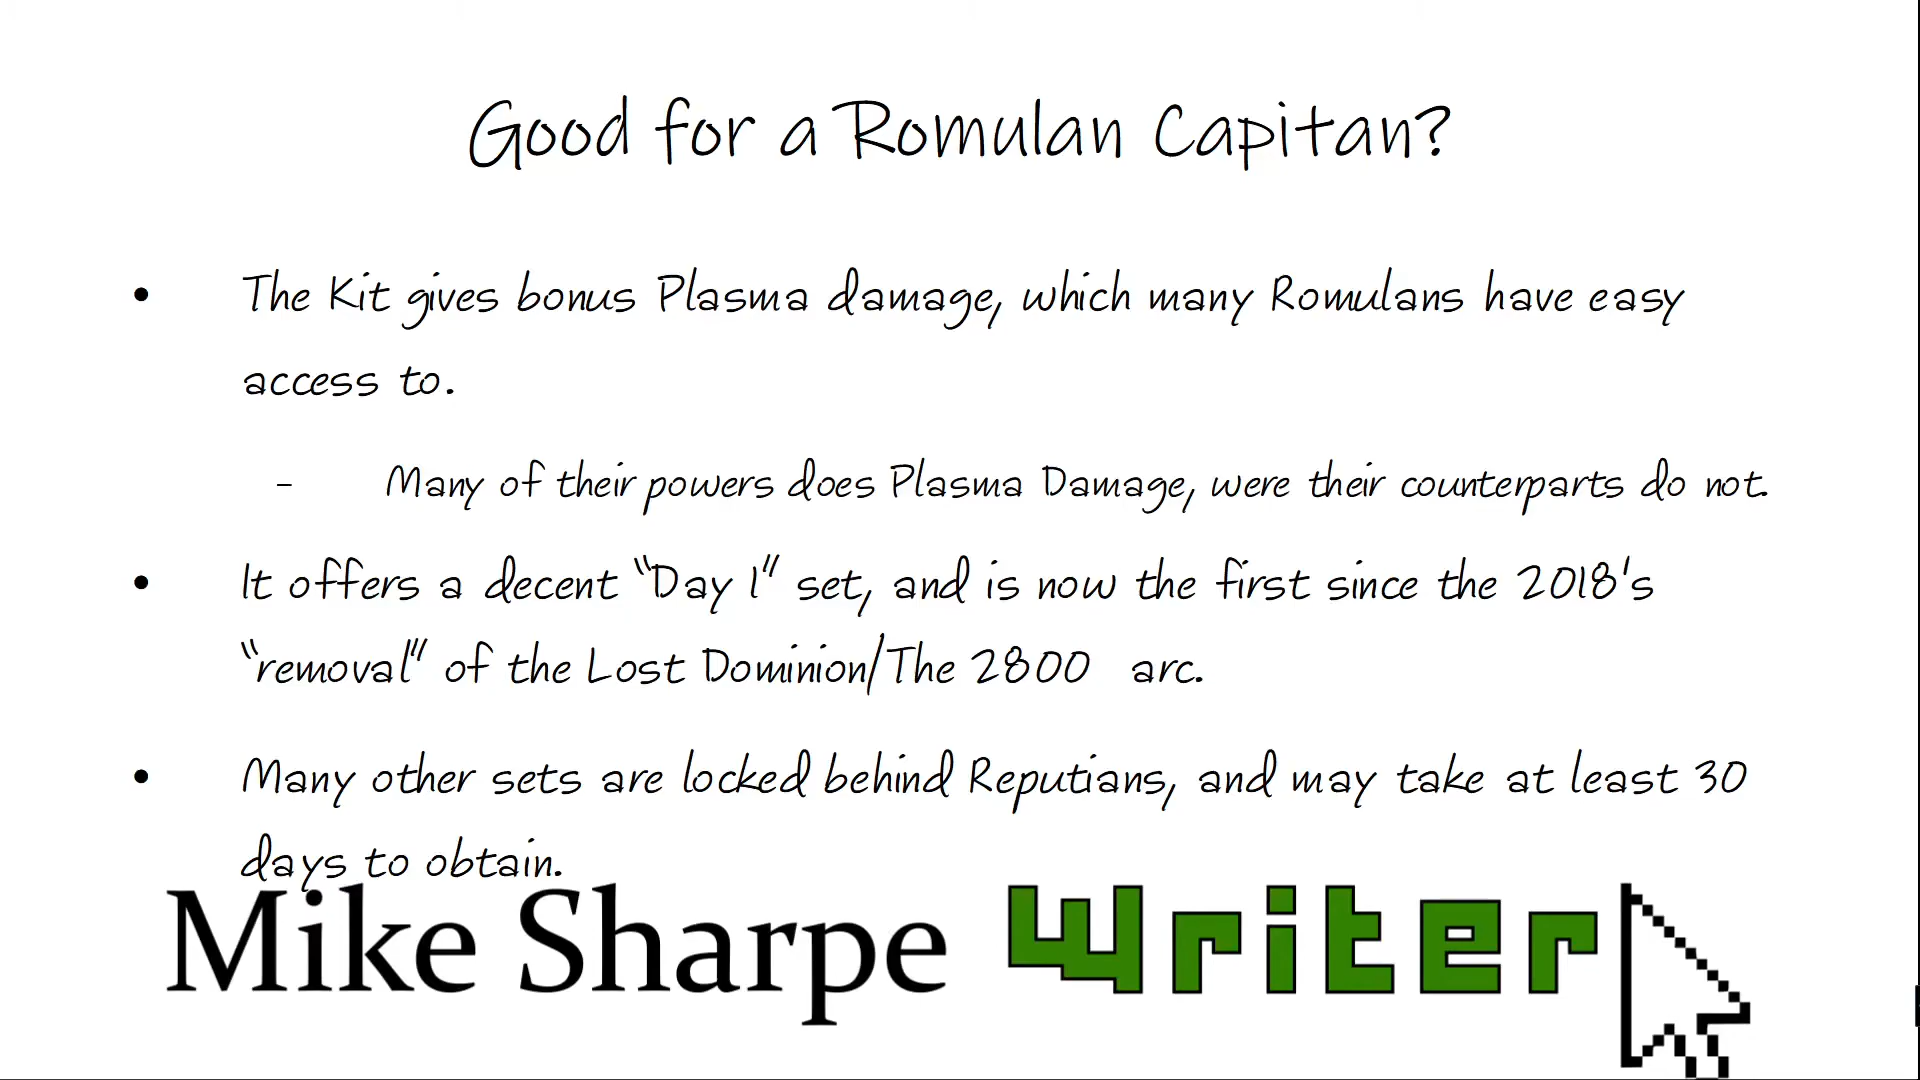 Good for a Romulan Capitan?
• The Kit gives bonus Plasma damage, which many Romulans have easy
access to.
- Many of their powers does Plasma Damage, were their counterparts do not.
• It offers a decent "Day 1" set, and is now the first since the 2018's
"removal" of the Lost Dominion/The 2800 arc.
• Many other sets are locked behind Reputians, and may take at least 30
days to obtain.
Mike Sharpe Writer